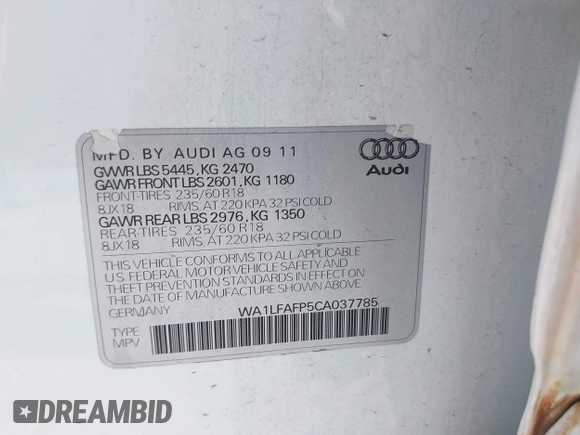 MFD. BY AUDI AG 09 11
GVWR LBS 5445, KG 2470
GAWR FRONT LBS 2601, KG 1180
FRONT-TIRES 235/60 R18
8JX18 RIMS, AT 220 KPA 32 PSI COLD
GAWR REAR LBS 2976, KG 1350
REAR-TIRES 235/60 R18
8JX18 RIMS, AT 220 KPA 32 PSI COLD
THIS VEHICLE CONFORMS TO ALL APPLICABLE
U S FEDERAL MOTOR VEHICLE SAFETY AND
THEFT PREVENTION STANDARDS IN EFFECT ON
THE DATE OF MANUFACTURE SHOWN ABOVE
GERMANY WA1LFAFP5CA037785
TYPE
MPV
Audi
DREAMBID